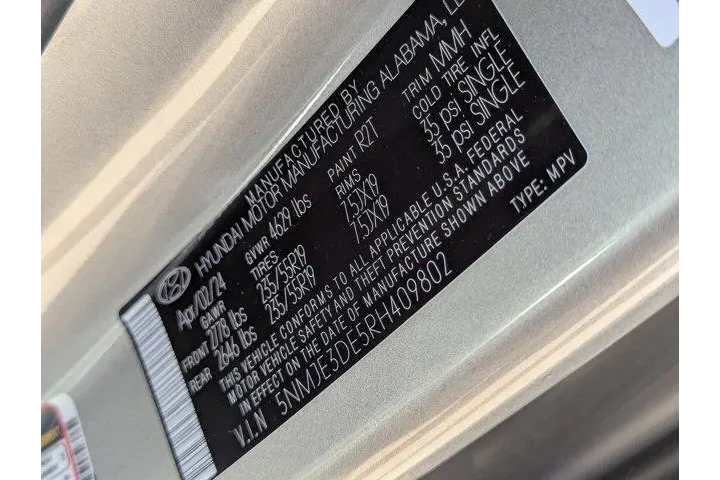 MANUFACTURED BY
HYUNDAI MOTOR MANUFACTURING ALABAMA, LL
Apr/02/24 GVWR 4629 lbs PAINT R2T TRIM MMH
GAWR TIRES RIMS COLD TIRE INFL
FRONT 2778 lbs 235/55R19 7.5JX19 35 psi SINGLE
REAR 2646 lbs 235/55R19 7.5JX19 35 psi SINGLE
THIS VEHICLE CONFORMS TO ALL APPLICABLE U.S.A. FEDERAL
MOTOR VEHICLE SAFETY AND THEFT PREVENTION STANDARDS
IN EFFECT ON THE DATE OF MANUFACTURE SHOWN ABOVE
V.I.N 5NMJE3DE5RH409802 TYPE: MPV